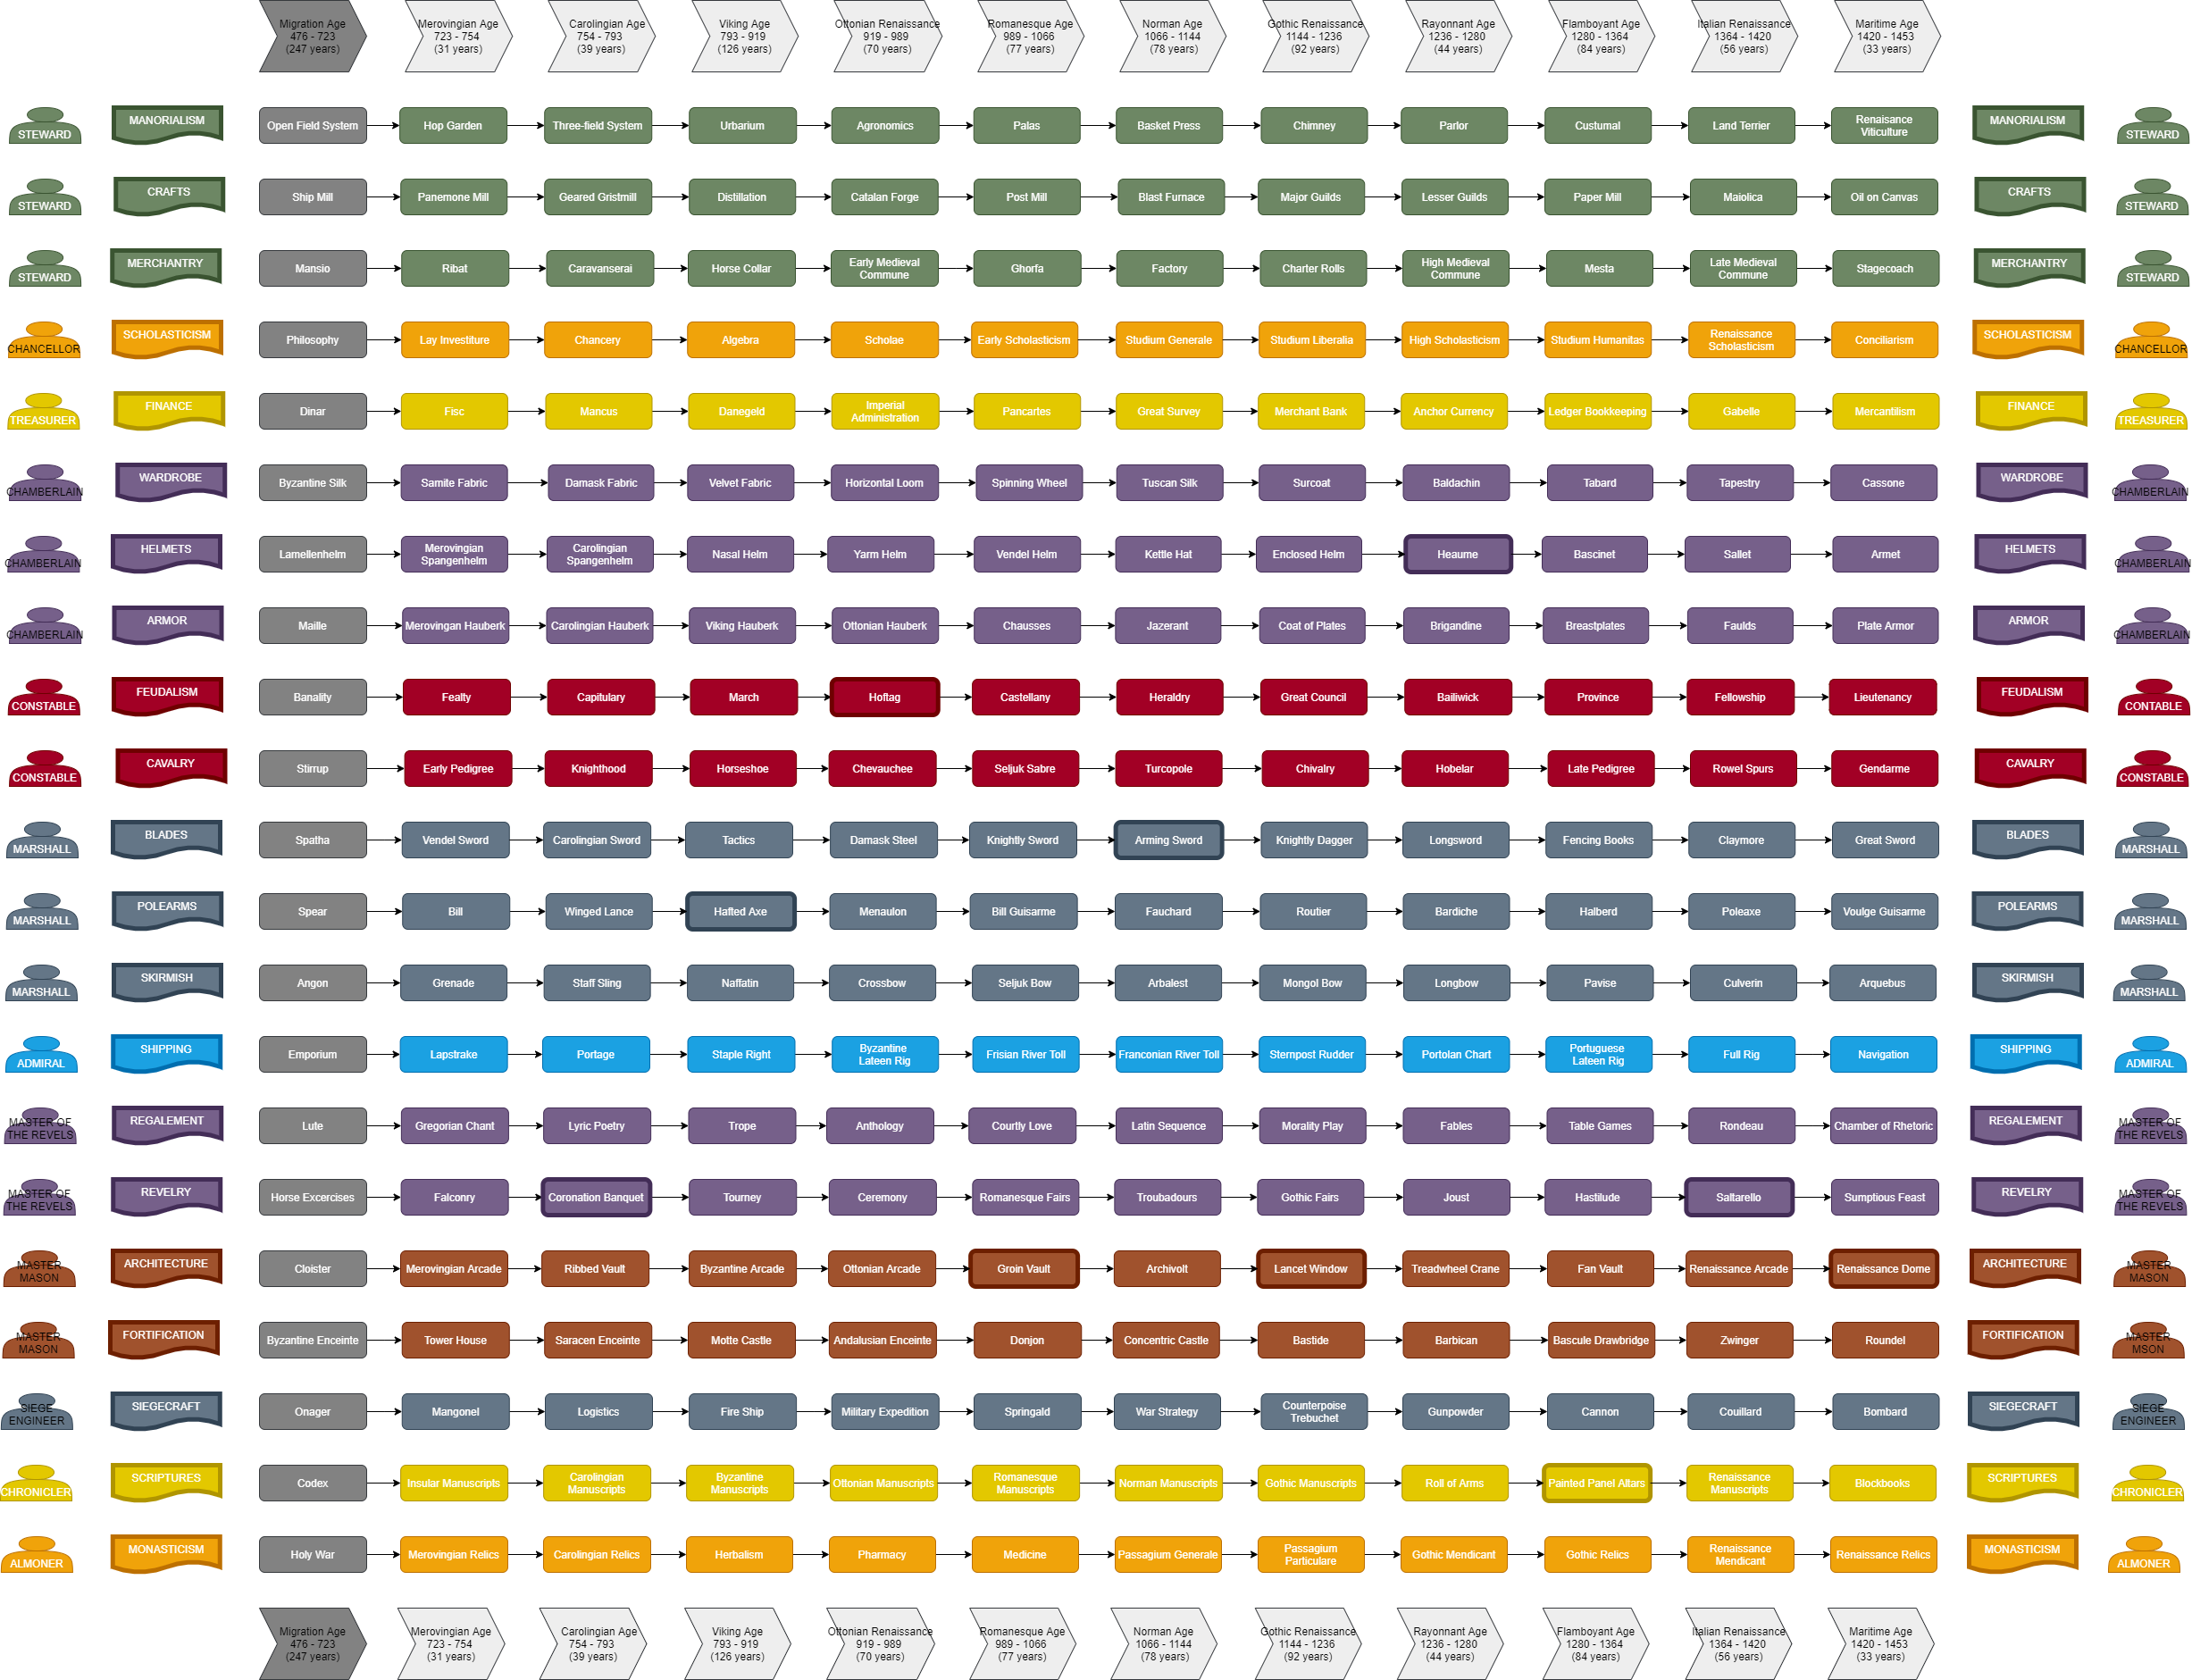 Migration Age
476 - 723
(247 years)
Merovingian Age
723 - 754
(31 years)
Carolingian Age
754 - 793
(39 years)
Viking Age
793 - 919
(126 years)
Ottonian Renaissance
919 - 989
(70 years)
Romanesque Age
989 - 1066
(77 years)
Norman Age
1066 - 1144
(78 years)
Gothic Renaissance
1144 - 1236
(92 years)
Rayonnant Age
1236 - 1280
(44 years)
Flamboyant Age
1280 - 1364
(84 years)
Italian Renaissance
1364 - 1420
(56 years)
Maritime Age
1420 - 1453
(33 years)
STEWARD
MANORIALISM
Open Field System
Hop Garden
Three-field System
Urbarium
Agronomics
Palas
Basket Press
Chimney
Parlor
Custumal
Land Terrier
Renaisance
Viticulture
MANORIALISM
STEWARD
STEWARD
CRAFTS
Ship Mill
Panemone Mill
Geared Gristmill
Distillation
Catalan Forge
Post Mill
Blast Furnace
Major Guilds
Lesser Guilds
Paper Mill
Maiolica
Oil on Canvas
CRAFTS
STEWARD
STEWARD
MERCHANTRY
Mansio
Ribat
Caravanserai
Horse Collar
Early Medieval
Commune
Ghorfa
Factory
Charter Rolls
High Medieval
Commune
Mesta
Late Medieval
Commune
Stagecoach
MERCHANTRY
STEWARD
CHANCELLOR
SCHOLASTICISM
Philosophy
Lay Investiture
Chancery
Algebra
Scholae
Early Scholasticism
Studium Generale
Studium Liberalia
High Scholasticism
Studium Humanitas
Renaissance
Scholasticism
Conciliarism
SCHOLASTICISM
CHANCELLOR
TREASURER
FINANCE
Dinar
Fisc
Mancus
Danegeld
Imperial
Administration
Pancartes
Great Survey
Merchant Bank
Anchor Currency
Ledger Bookkeeping
Gabelle
Mercantilism
FINANCE
TREASURER
CHAMBERLAIN
WARDROBE
Byzantine Silk
Samite Fabric
Damask Fabric
Velvet Fabric
Horizontal Loom
Spinning Wheel
Tuscan Silk
Surcoat
Baldachin
Tabard
Tapestry
Cassone
WARDROBE
CHAMBERLAIN
CHAMBERLAIN
HELMETS
Lamellenhelm
Merovingian
Spangenhelm
Carolingian
Spangenhelm
Nasal Helm
Yarm Helm
Vendel Helm
Kettle Hat
Enclosed Helm
Heaume
Bascinet
Sallet
Armet
HELMETS
CHAMBERLAIN
CHAMBERLAIN
ARMOR
Maille
Merovingan Hauberk
Carolingian Hauberk
Viking Hauberk
Ottonian Hauberk
Chausses
Jazerant
Coat of Plates
Brigandine
Breastplates
Faulds
Plate Armor
ARMOR
CHAMBERLAIN
CONSTABLE
FEUDALISM
Banality
Fealty
Capitulary
March
Hoftag
Castellany
Heraldry
Great Council
Bailiwick
Province
Fellowship
Lieutenancy
FEUDALISM
CONTABLE
CONSTABLE
CAVALRY
Stirrup
Early Pedigree
Knighthood
Horseshoe
Chevauchee
Seljuk Sabre
Turcopole
Chivalry
Hobelar
Late Pedigree
Rowel Spurs
Gendarme
CAVALRY
CONSTABLE
MARSHALL
BLADES
Spatha
Vendel Sword
Carolingian Sword
Tactics
Damask Steel
Knightly Sword
Arming Sword
Knightly Dagger
Longsword
Fencing Books
Claymore
Great Sword
BLADES
MARSHALL
MARSHALL
POLEARMS
Spear
Bill
Winged Lance
Hafted Axe
Menaulon
Bill Guisarme
Fauchard
Routier
Bardiche
Halberd
Poleaxe
Voulge Guisarme
POLEARMS
MARSHALL
MARSHALL
SKIRMISH
Angon
Grenade
Staff Sling
Naffatin
Crossbow
Seljuk Bow
Arbalest
Mongol Bow
Longbow
Pavise
Culverin
Arquebus
SKIRMISH
MARSHALL
ADMIRAL
SHIPPING
Emporium
Lapstrake
Portage
Staple Right
Byzantine
Lateen Rig
Frisian River Toll
Franconian River Toll
Sternpost Rudder
Portolan Chart
Portuguese
Lateen Rig
Full Rig
Navigation
SHIPPING
ADMIRAL
MASTER OF
THE REVELS
REGALEMENT
Lute
Gregorian Chant
Lyric Poetry
Trope
Anthology
Courtly Love
Latin Sequence
Morality Play
Fables
Table Games
Rondeau
Chamber of Rhetoric
REGALEMENT
MASTER OF
THE REVELS
MASTER OF
THE REVELS
REVELRY
Horse Excercises
Falconry
Coronation Banquet
Tourney
Ceremony
Romanesque Fairs
Troubadours
Gothic Fairs
Joust
Hastilude
Saltarello
Sumptious Feast
REVELRY
MASTER OF
THE REVELS
MASTER
MASON
ARCHITECTURE
Cloister
Merovingian Arcade
Ribbed Vault
Byzantine Arcade
Ottonian Arcade
Groin Vault
Archivolt
Lancet Window
Treadwheel Crane
Fan Vault
Renaissance Arcade
Renaissance Dome
ARCHITECTURE
MASTER
MASON
MASTER
MASON
FORTIFICATION
Byzantine Enceinte
Tower House
Saracen Enceinte
Motte Castle
Andalusian Enceinte
Donjon
Concentric Castle
Bastide
Barbican
Bascule Drawbridge
Zwinger
Roundel
FORTIFICATION
MASTER
MSON
SIEGE
ENGINEER
SIEGECRAFT
Onager
Mangonel
Logistics
Fire Ship
Military Expedition
Springald
War Strategy
Counterpoise
Trebuchet
Gunpowder
Cannon
Couillard
Bombard
SIEGECRAFT
SIEGE
ENGINEER
CHRONICLER
SCRIPTURES
Codex
Insular Manuscripts
Carolingian
Manuscripts
Byzantine
Manuscripts
Ottonian Manuscripts
Romanesque
Manuscripts
Norman Manuscripts
Gothic Manuscripts
Roll of Arms
Painted Panel Altars
Renaissance
Manuscripts
Blockbooks
SCRIPTURES
CHRONICLER
ALMONER
MONASTICISM
Holy War
Merovingian Relics
Carolingian Relics
Herbalism
Pharmacy
Medicine
Passagium Generale
Passagium
Particulare
Gothic Mendicant
Gothic Relics
Renaissance
Mendicant
Renaissance Relics
MONASTICISM
ALMONER
Migration Age
476 - 723
(247 years)
Merovingian Age
723 - 754
(31 years)
Carolingian Age
754 - 793
(39 years)
Viking Age
793 - 919
(126 years)
Ottonian Renaissance
919 - 989
(70 years)
Romanesque Age
989 - 1066
(77 years)
Norman Age
1066 - 1144
(78 years)
Gothic Renaissance
1144 - 1236
(92 years)
Rayonnant Age
1236 - 1280
(44 years)
Flamboyant Age
1280 - 1364
(84 years)
Italian Renaissance
1364 - 1420
(56 years)
Maritime Age
1420 - 1453
(33 years)